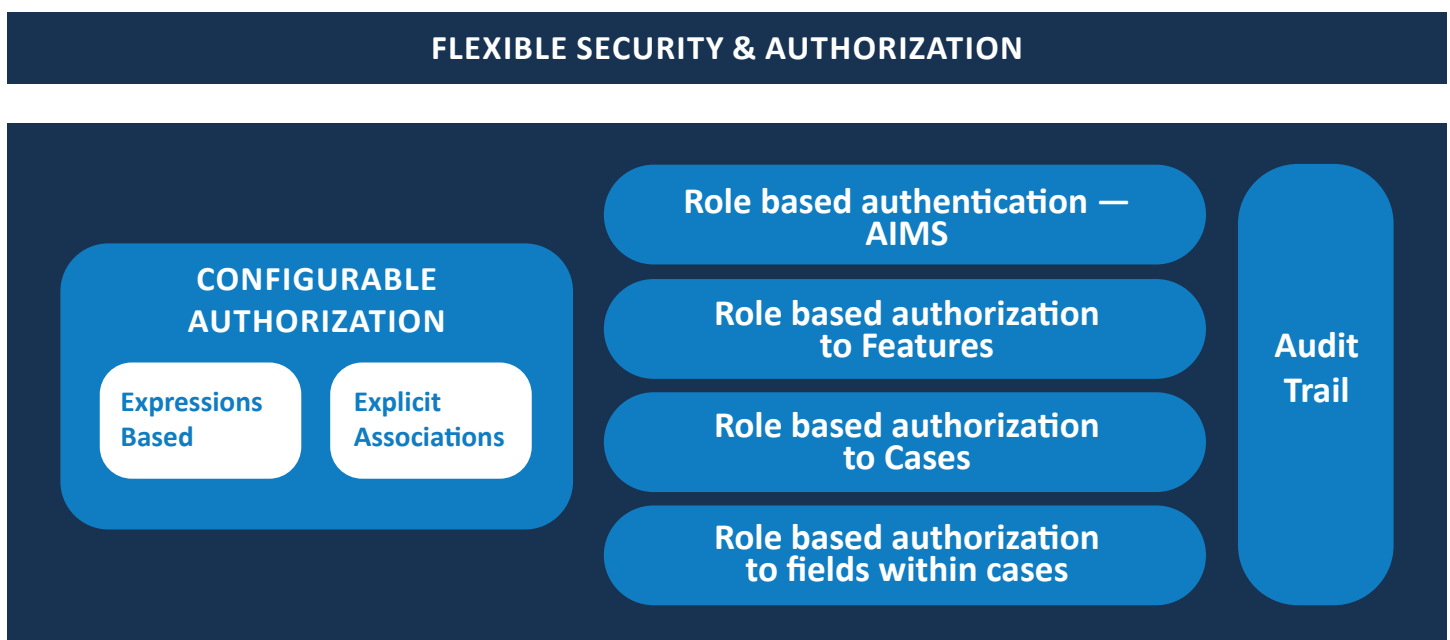 FLEXIBLE SECURITY & AUTHORIZATION
CONFIGURABLE
AUTHORIZATION
Expressions
Based
Explicit
Associations
Role based authentication —
AIMS
Role based authorization
to Features
Role based authorization
to Cases
Role based authorization
to fields within cases
Audit
Trail